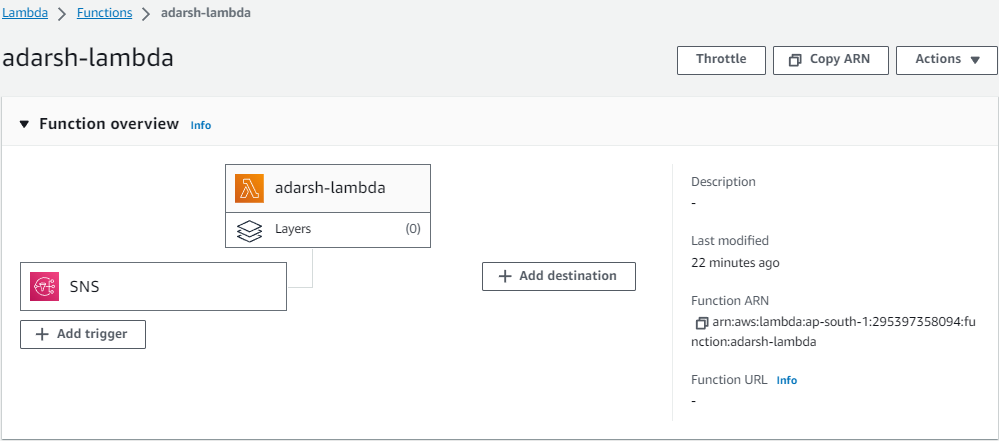 Lambda > Functions > adarsh-lambda
adarsh-lambda
Throttle
Copy ARN
Actions
Function overview Info
adarsh-lambda
Layers (0)
SNS
+ Add trigger
+ Add destination
Description
-
Last modified
22 minutes ago
Function ARN
arn:aws:lambda:ap-south-1:295397358094:fu
nction:adarsh-lambda
Function URL Info
-